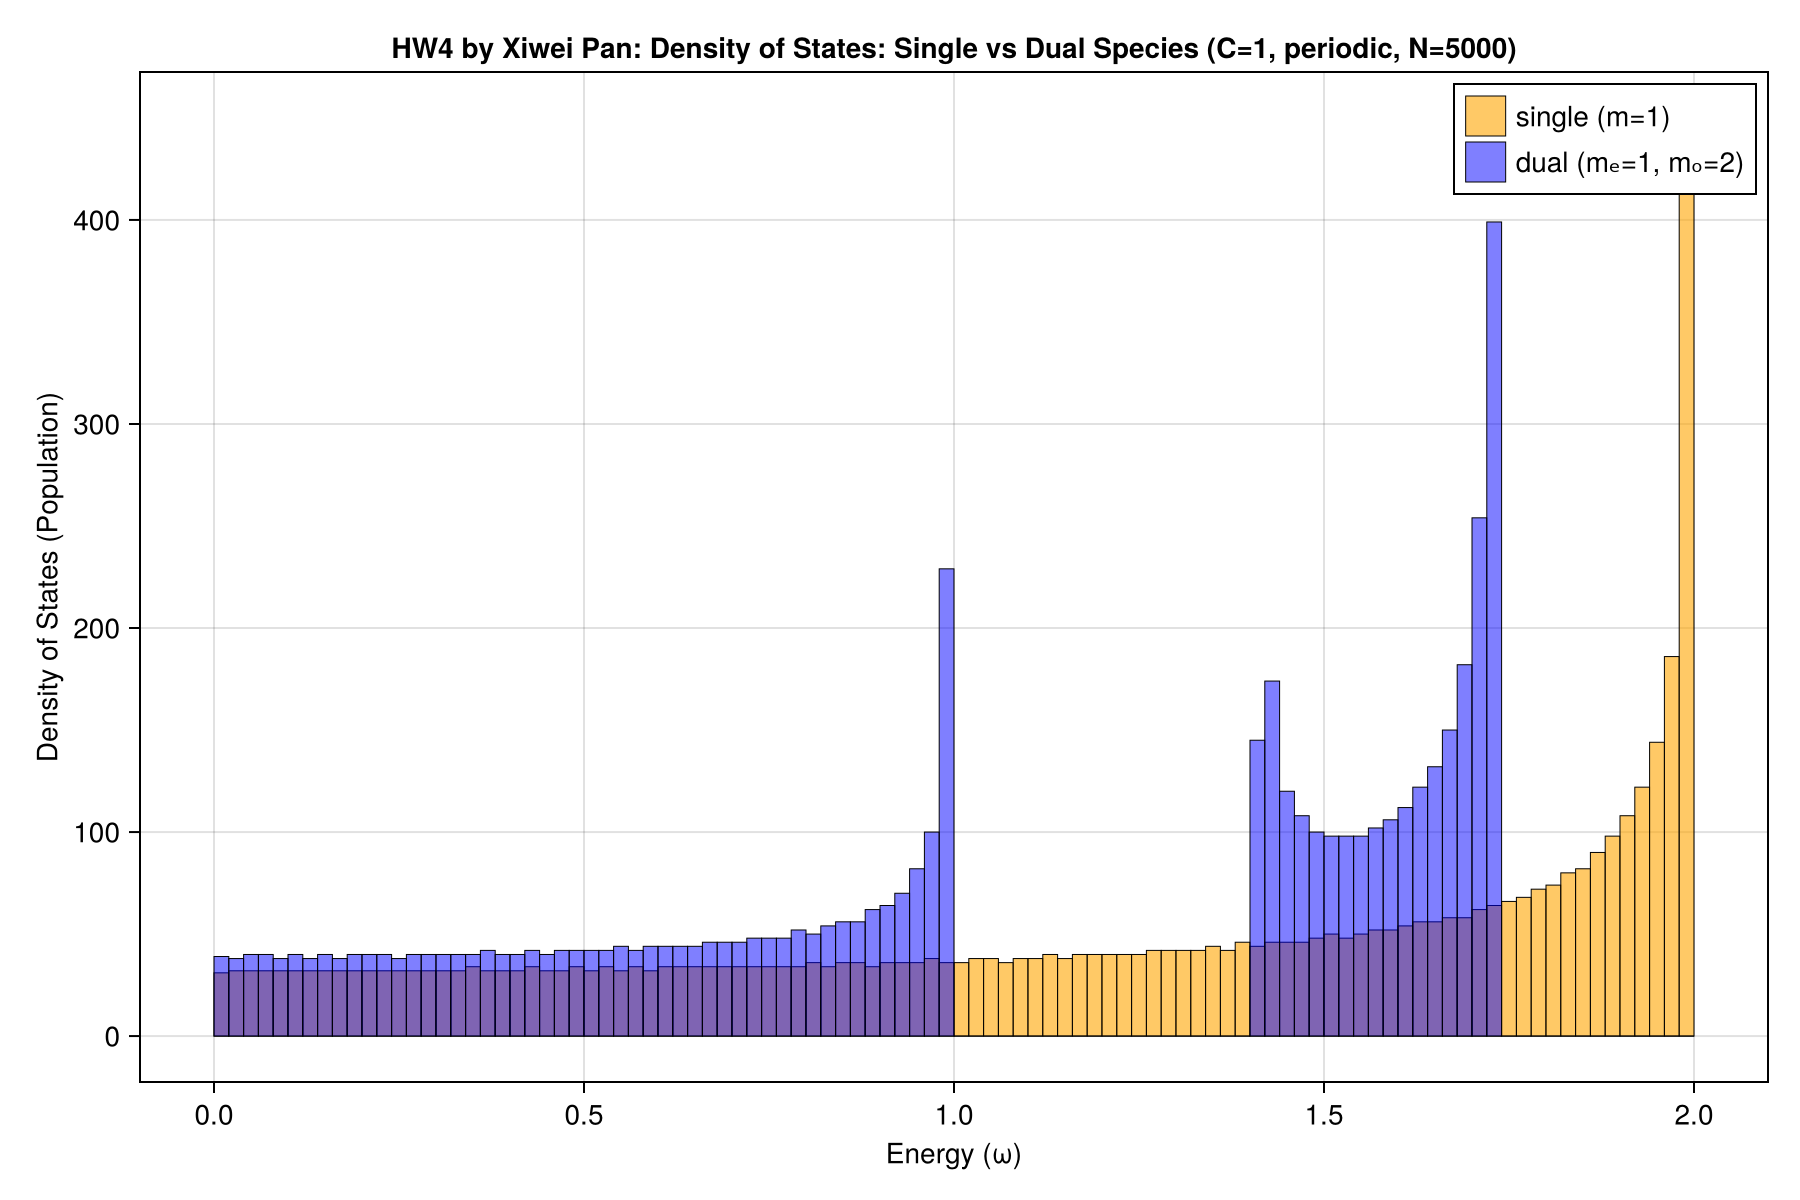 HW4 by Xiwei Pan: Density of States: Single vs Dual Species (C=1, periodic, N=5000)
single (m=1)
dual (mₑ=1, mₒ=2)
Density of States (Population)
400
300
200
100
0
0.0 0.5 1.0 1.5 2.0
Energy (ω)